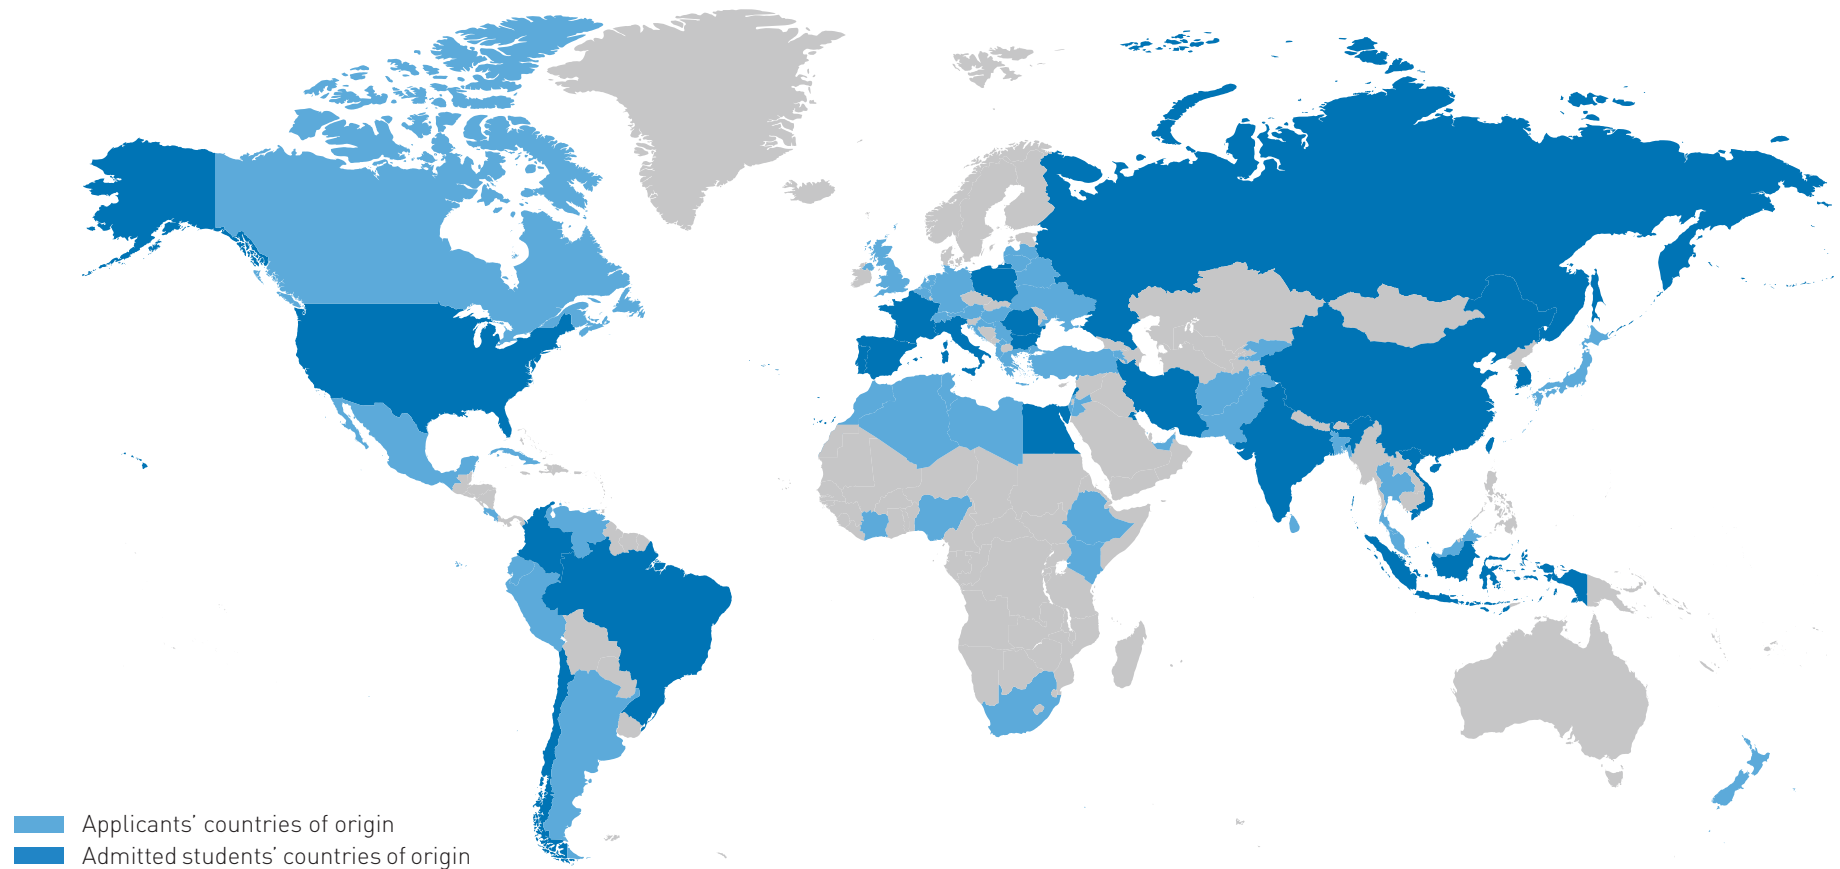 Applicants’ countries of origin
Admitted students’ countries of origin